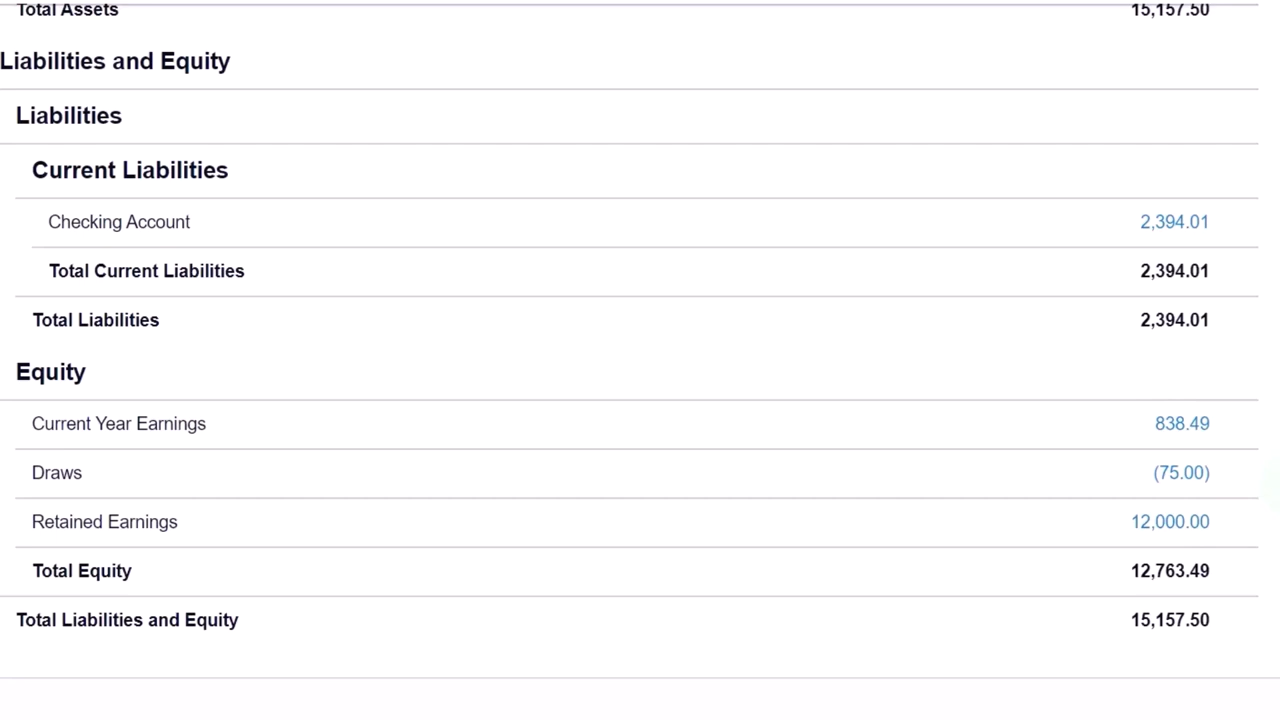 Total Assets 15,157.50
Liabilities and Equity
Liabilities
Current Liabilities
Checking Account 2,394.01
Total Current Liabilities 2,394.01
Total Liabilities 2,394.01
Equity
Current Year Earnings 838.49
Draws (75.00)
Retained Earnings 12,000.00
Total Equity 12,763.49
Total Liabilities and Equity 15,157.50